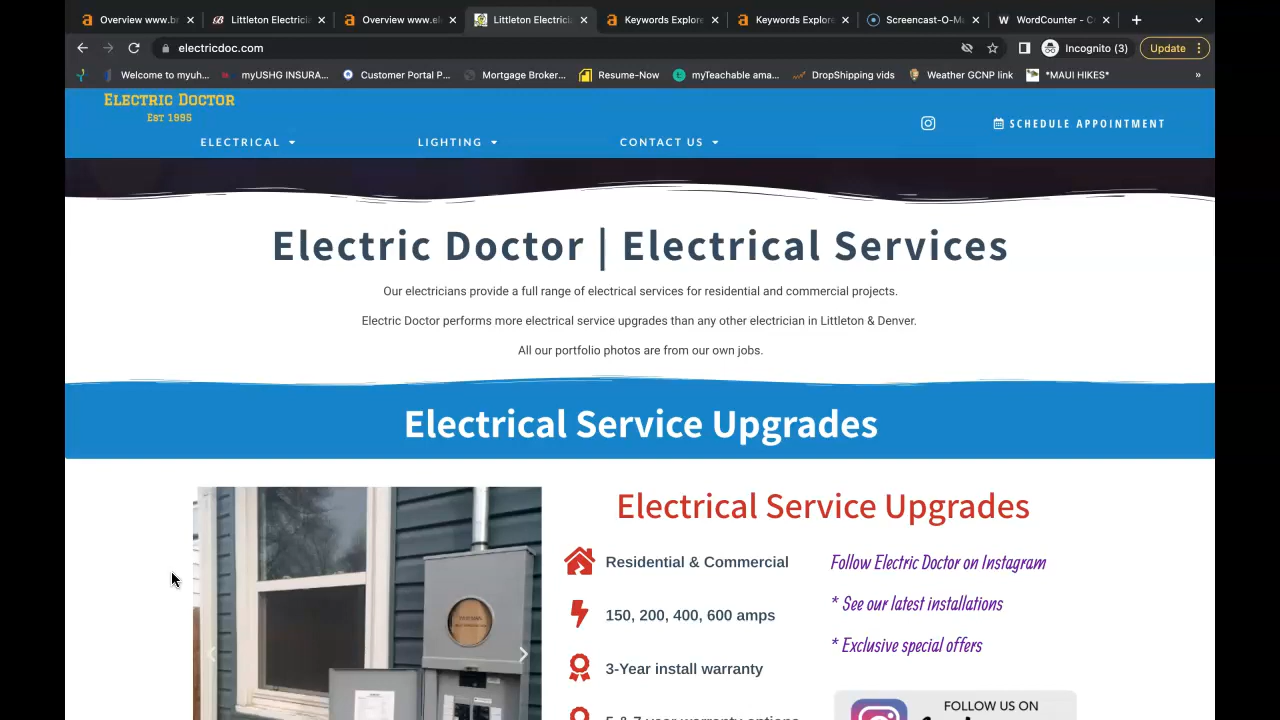 Overview www.br
Littleton Electricia
Overview www.el
Littleton Electricia
Keywords Explore
Keywords Explore
Screencast-O-Ma
WordCounter - C
electricdoc.com
Incognito (3)
Update
Welcome to myuh...
myUSHG INSURA...
Customer Portal P...
Mortgage Broker...
Resume-Now
myTeachable ama...
DropShipping vids
Weather GCNP link
*MAUI HIKES*
»
Electric Doctor
Est 1995
ELECTRICAL
LIGHTING
CONTACT US
SCHEDULE APPOINTMENT
Electric Doctor | Electrical Services
Our electricians provide a full range of electrical services for residential and commercial projects.
Electric Doctor performs more electrical service upgrades than any other electrician in Littleton & Denver.
All our portfolio photos are from our own jobs.
Electrical Service Upgrades
Electrical Service Upgrades
Residential & Commercial
150, 200, 400, 600 amps
3-Year install warranty
Follow Electric Doctor on Instagram
* See our latest installations
* Exclusive special offers
FOLLOW US ON